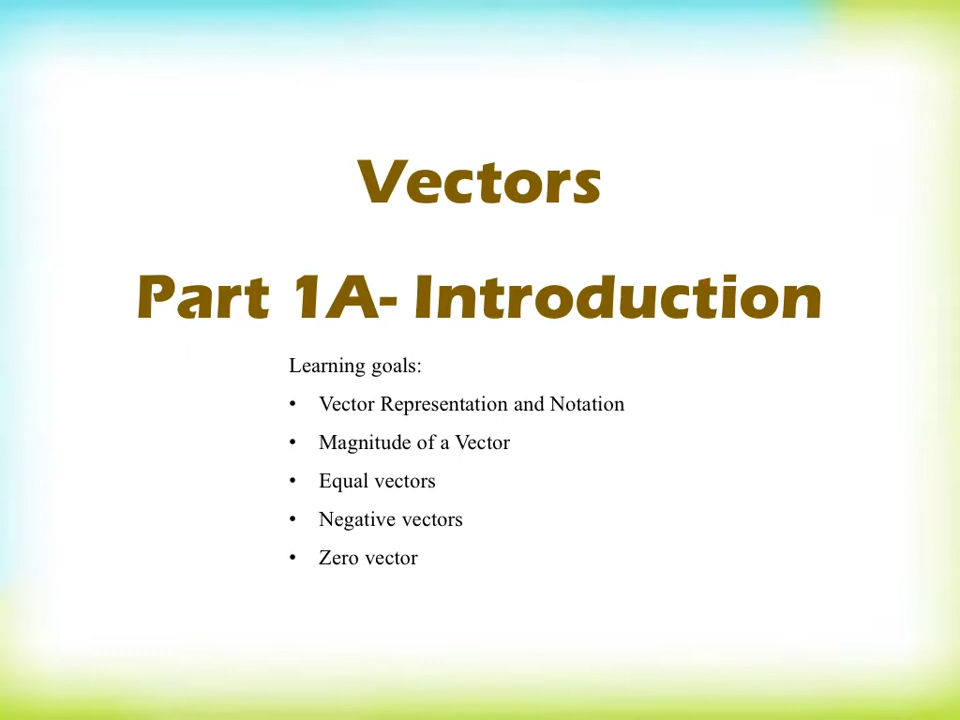 Vectors
Part 1A- Introduction
Learning goals:
• Vector Representation and Notation
• Magnitude of a Vector
• Equal vectors
• Negative vectors
• Zero vector